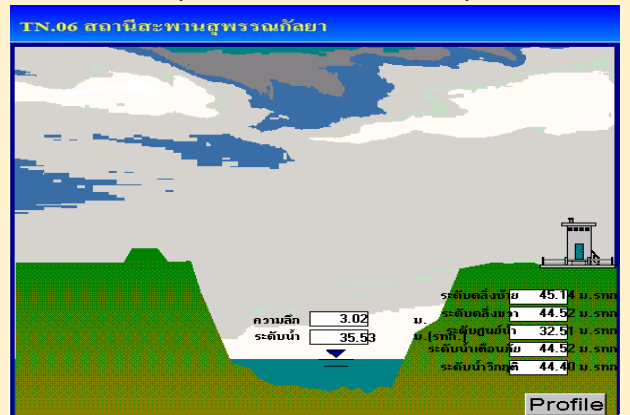 TN.06 สถานีสะพานสุพรรณกัลยา
ความลึก 3.02 ม.
ระดับน้ำ 35.53 ม.(รทก.)
ระดับตลิ่งซ้าย 45.14 ม.รทก
ระดับตลิ่งขวา 44.52 ม.รทก
ระดับศูนย์น้ำ 32.51 ม.รทก
ระดับน้ำเตือนภัย 44.52 ม.รทก
ระดับน้ำวิกฤติ 44.40 ม.รทก
Profile